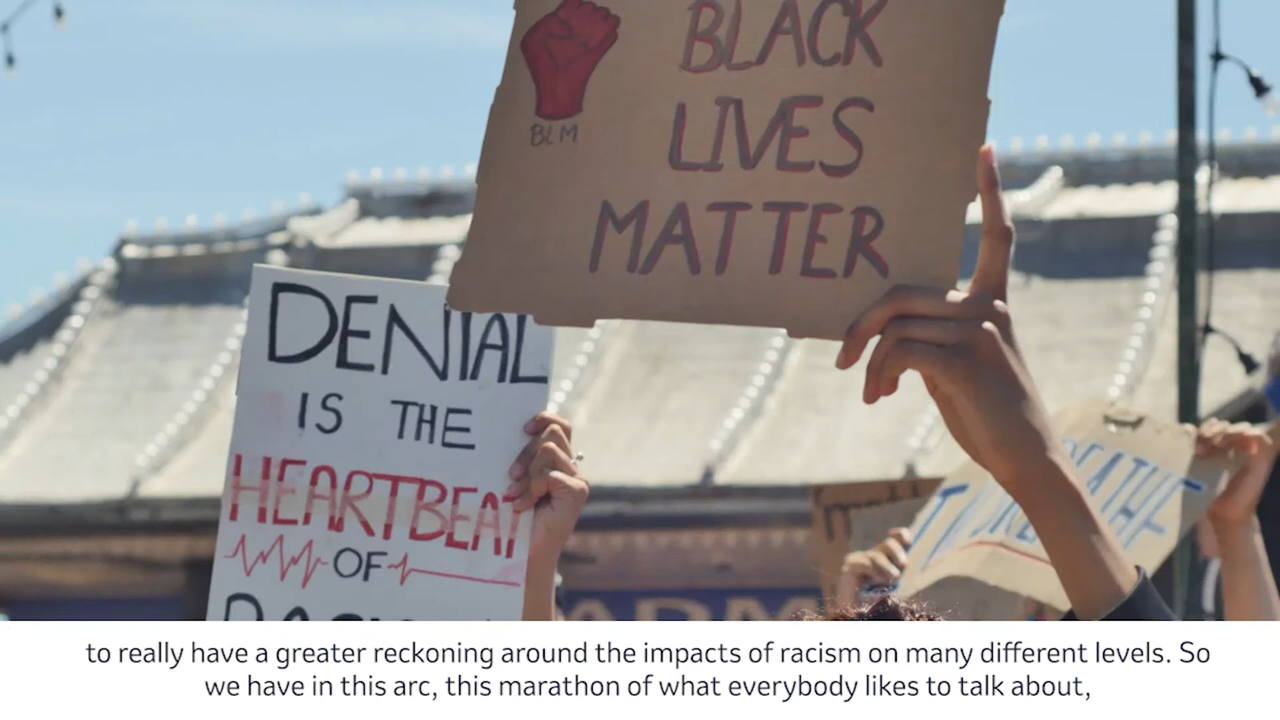 BLACK
LIVES
MATTER
BLM
DENIAL
IS THE
HEARTBEAT
OF
to really have a greater reckoning around the impacts of racism on many different levels. So
we have in this arc, this marathon of what everybody likes to talk about,